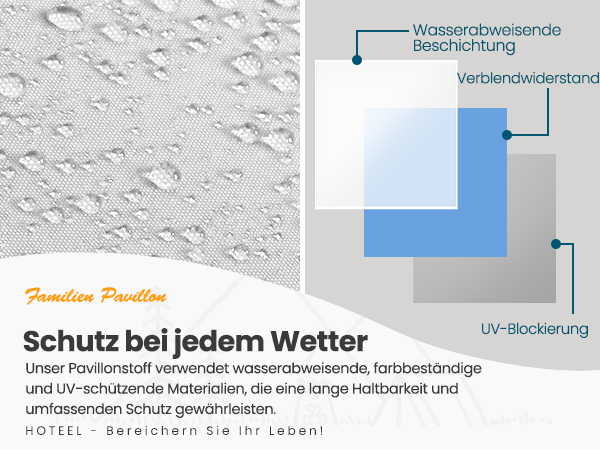 Wasserabweisende
Beschichtung
Verblendwiderstand
UV-Blockierung
Familien Pavillon
Schutz bei jedem Wetter
Unser Pavillonstoff verwendet wasserabweisende, farbbeständige
und UV-schützende Materialien, die eine lange Haltbarkeit und
umfassenden Schutz gewährleisten.
HOTEEL - Bereichern Sie Ihr Leben!